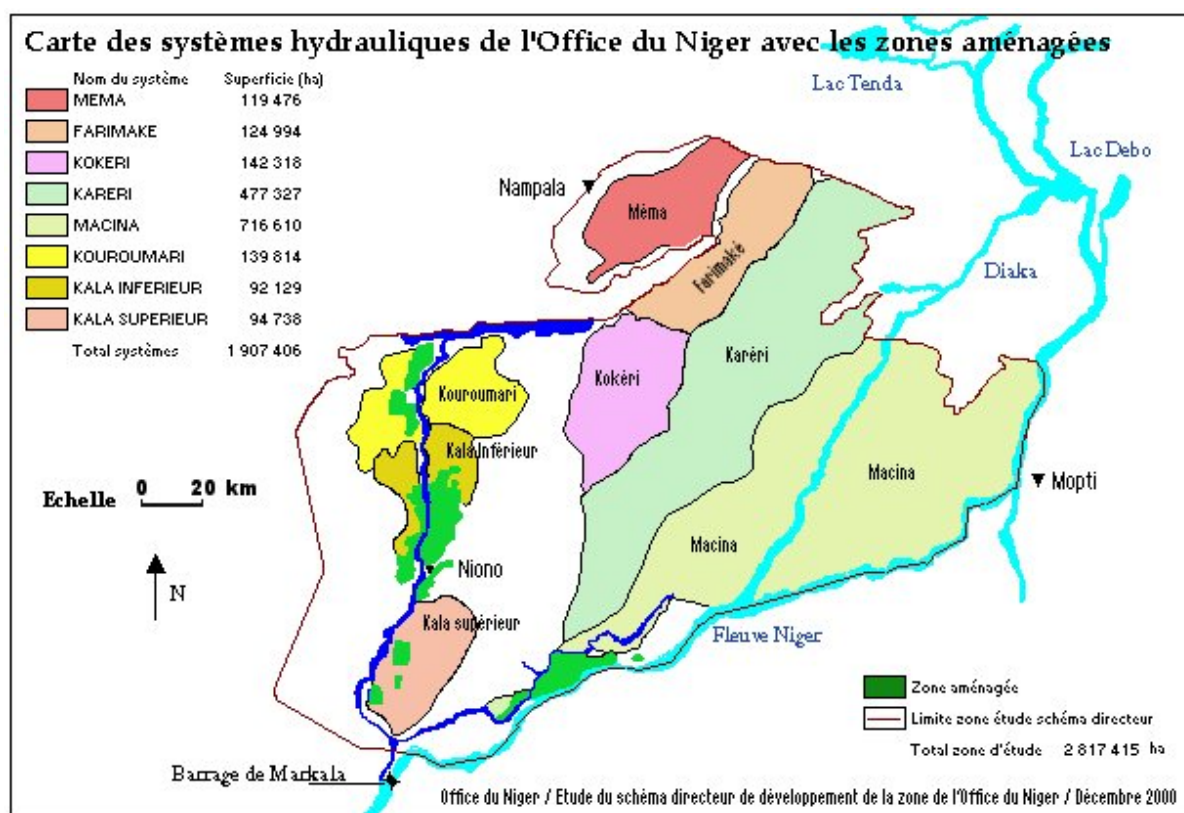 Carte des systèmes hydrauliques de l'Office du Niger avec les zones aménagées
Nom du système Superficie (ha)
MEMA 119 476
FARIMAKE 124 994
KOKERI 142 318
KARERI 477 327
MACINA 716 610
KOUROUMARI 139 814
KALA INFERIEUR 92 129
KALA SUPERIEUR 94 738
Total systèmes 1 907 406
Lac Tenda
Lac Debo
Nampala
Méma
Farimaké
Diaka
Kokéri
Karéri
Kouroumari
Kala Inférieur
Macina
Mopti
Echelle 0 20 km
Macina
N
Niono
Kala supérieur
Fleuve Niger
Zone aménagée
Limite zone étude schéma directeur
Total zone d'étude 2 817 415 ha
Barrage de Markala
Office du Niger / Etude du schéma directeur de développement de la zone de l'Office du Niger / Décembre 2000